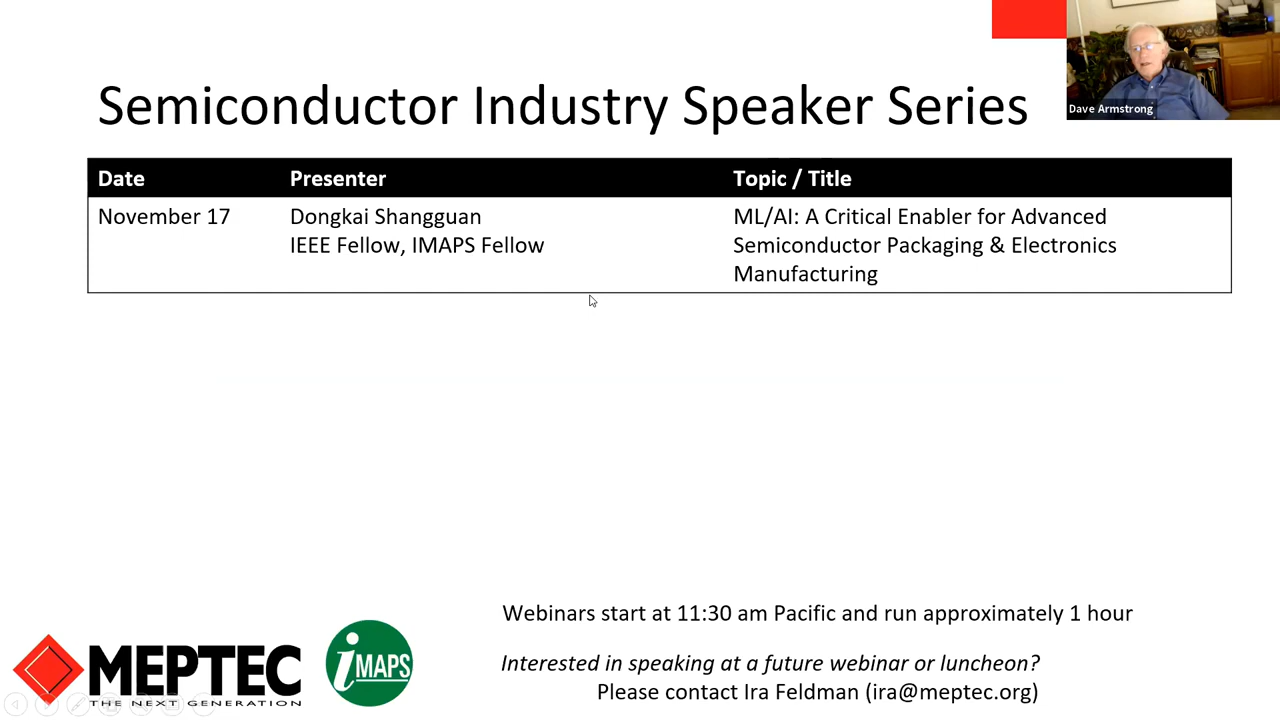 Dave Armstrong
Semiconductor Industry Speaker Series
Date Presenter Topic / Title
November 17 Dongkai Shangguan ML/AI: A Critical Enabler for Advanced
IEEE Fellow, IMAPS Fellow Semiconductor Packaging & Electronics
Manufacturing
Webinars start at 11:30 am Pacific and run approximately 1 hour
Interested in speaking at a future webinar or luncheon?
Please contact Ira Feldman (ira@meptec.org)
MEPTEC
THE NEXT GENERATION
iMAPS